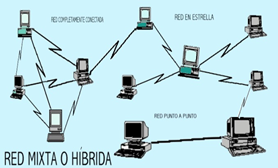 RED COMPLETAMENTE CONECTADA
RED EN ESTRELLA
RED PUNTO A PUNTO
RED MIXTA O HÍBRIDA